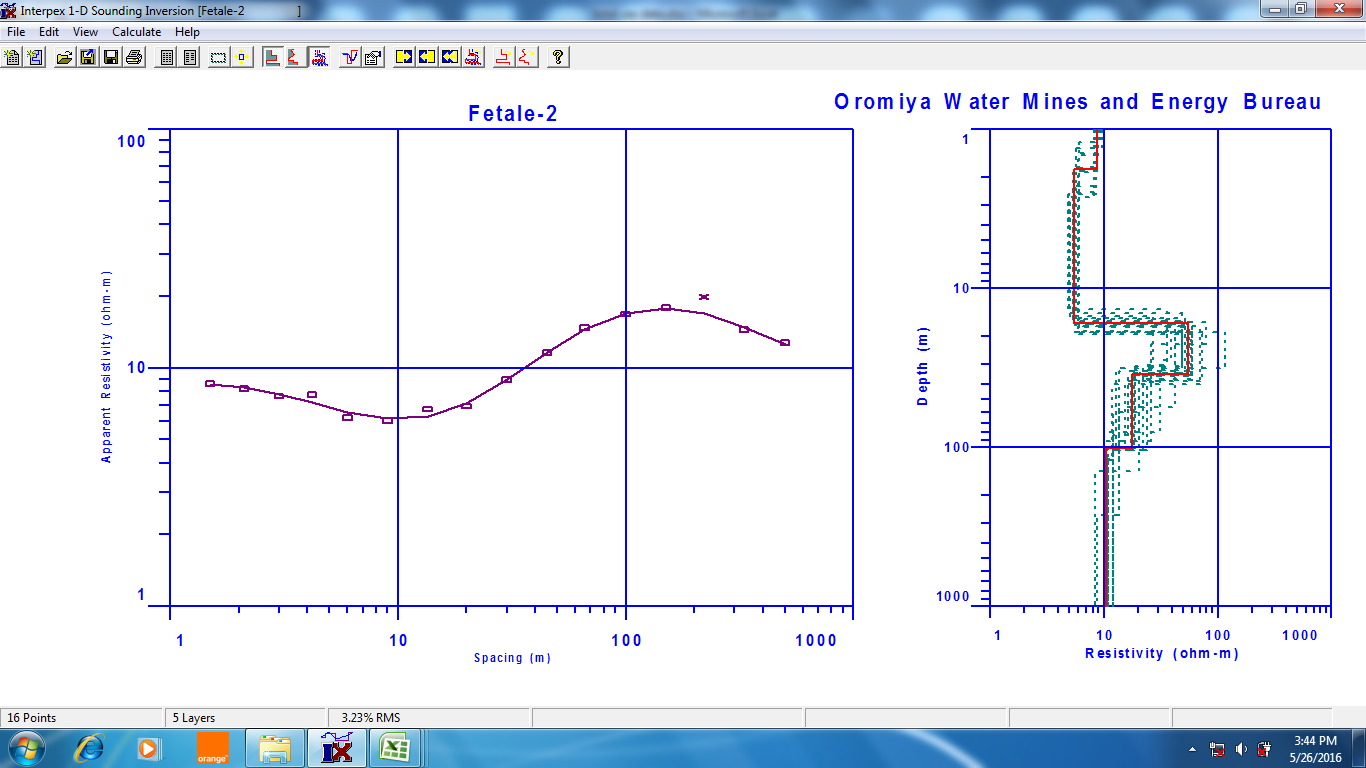 Interpex 1-D Sounding Inversion [Fetale-2 ]
File Edit View Calculate Help
Fetale-2
Oromiya Water Mines and Energy Bureau
100
10
1
Apparent Resistivity (ohm-m)
1 10 100 1000
Spacing (m)
1
10
100
1000
Depth (m)
1 10 100 1000
Resistivity (ohm-m)
16 Points 5 Layers 3.23% RMS
orange
IX
3:44 PM
5/26/2016